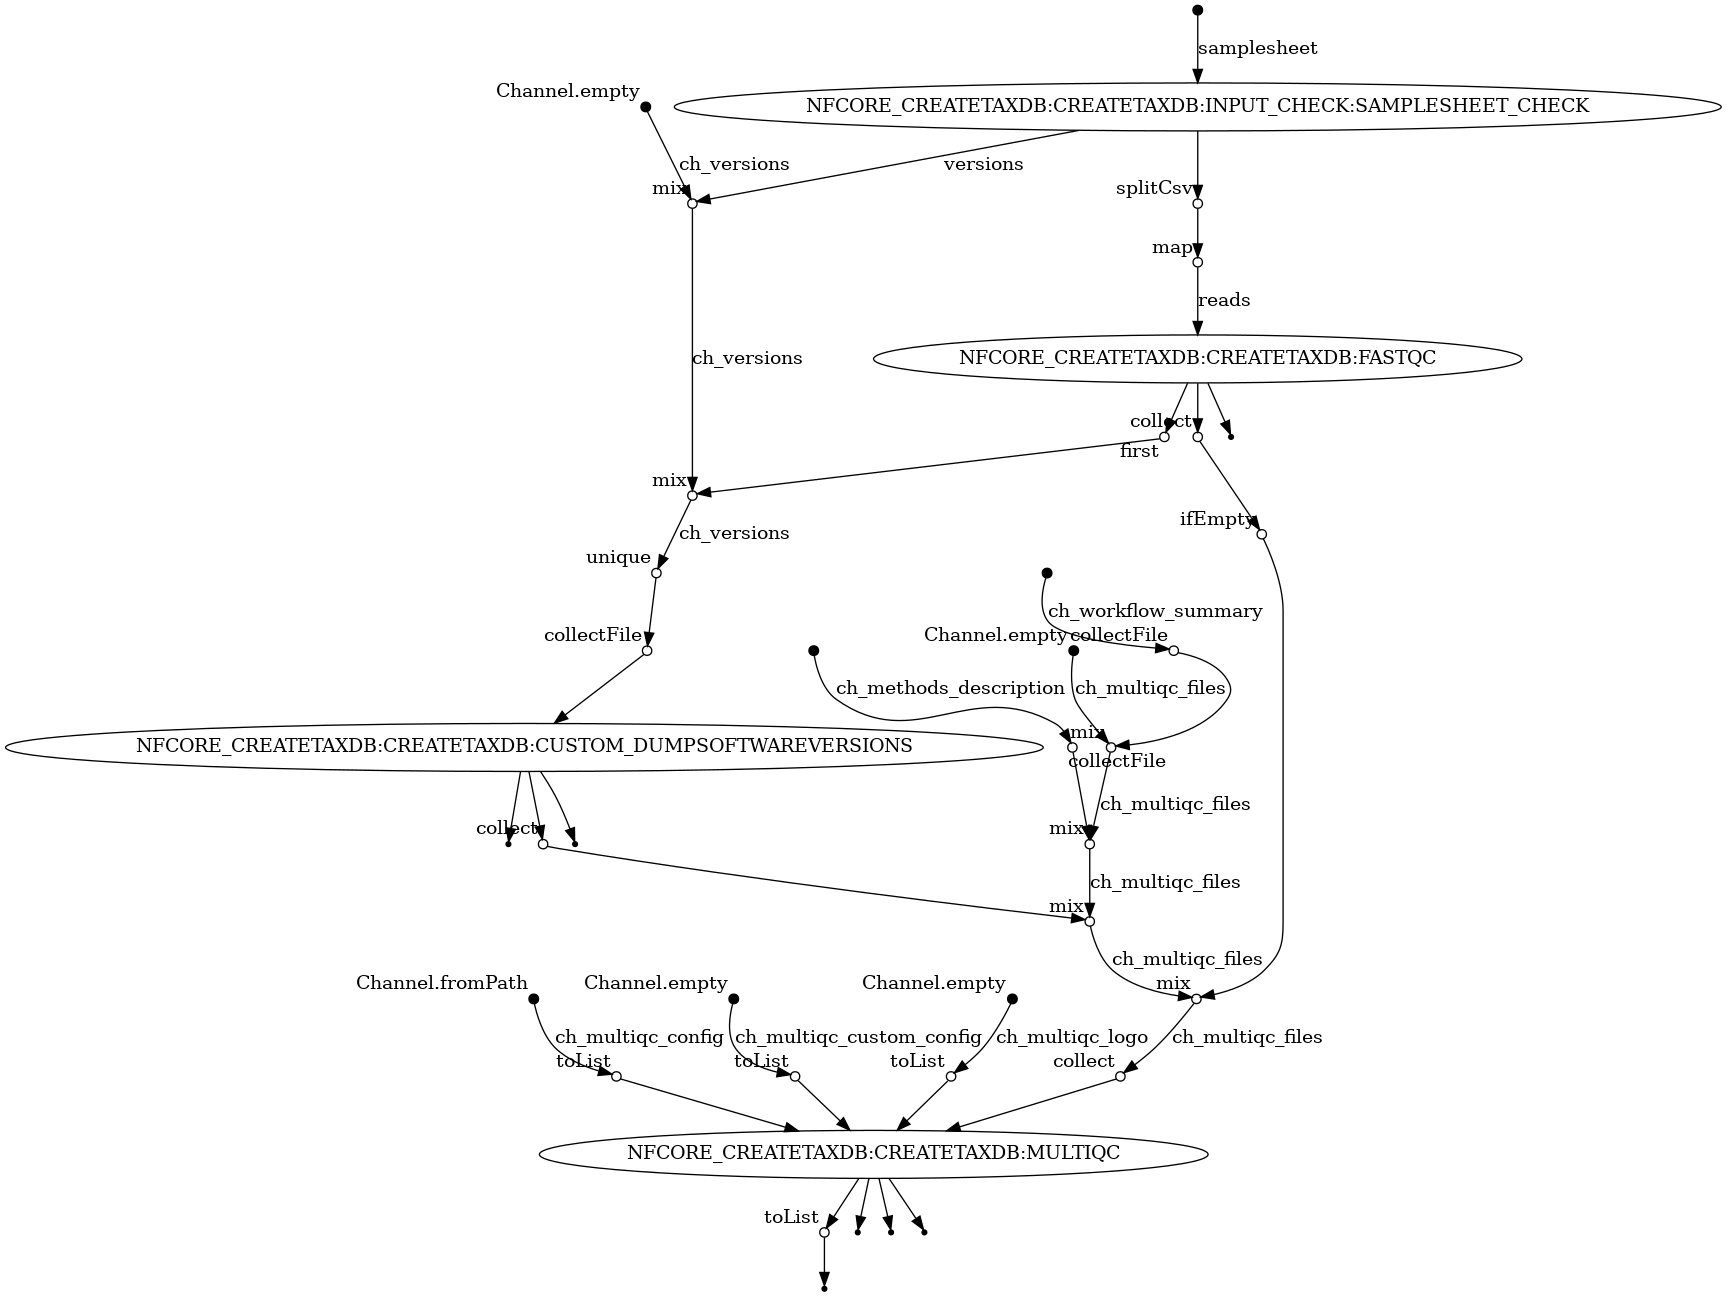 samplesheet
Channel.empty
NFCORE_CREATETAXDB:CREATETAXDB:INPUT_CHECK:SAMPLESHEET_CHECK
ch_versions
versions
mix
splitCsv
map
reads
ch_versions
NFCORE_CREATETAXDB:CREATETAXDB:FASTQC
collect
first
mix
ifEmpty
ch_versions
unique
ch_workflow_summary
collectFile
Channel.empty
collectFile
ch_methods_description
ch_multiqc_files
mix
NFCORE_CREATETAXDB:CREATETAXDB:CUSTOM_DUMPSOFTWAREVERSIONS
collectFile
ch_multiqc_files
collect
mix
ch_multiqc_files
mix
ch_multiqc_files
Channel.fromPath
Channel.empty
Channel.empty
mix
ch_multiqc_config
ch_multiqc_custom_config
ch_multiqc_logo
ch_multiqc_files
toList
toList
toList
collect
NFCORE_CREATETAXDB:CREATETAXDB:MULTIQC
toList